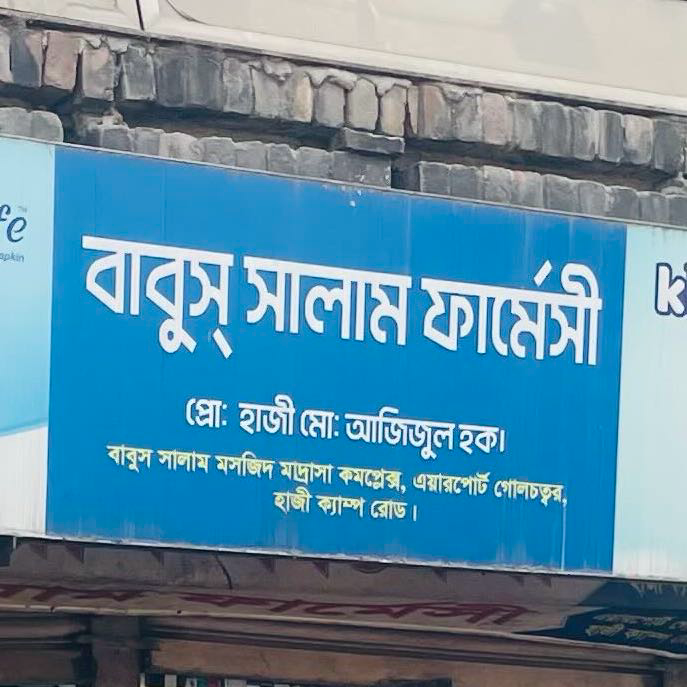 বাবুস্ সালাম ফার্মেসী
প্রো: হাজী মো: আজিজুল হক।
বাবুস সালাম মসজিদ মাদ্রাসা কমপ্লেক্স, এয়ারপোর্ট গোলচত্বর,
হাজী ক্যাম্প রোড।